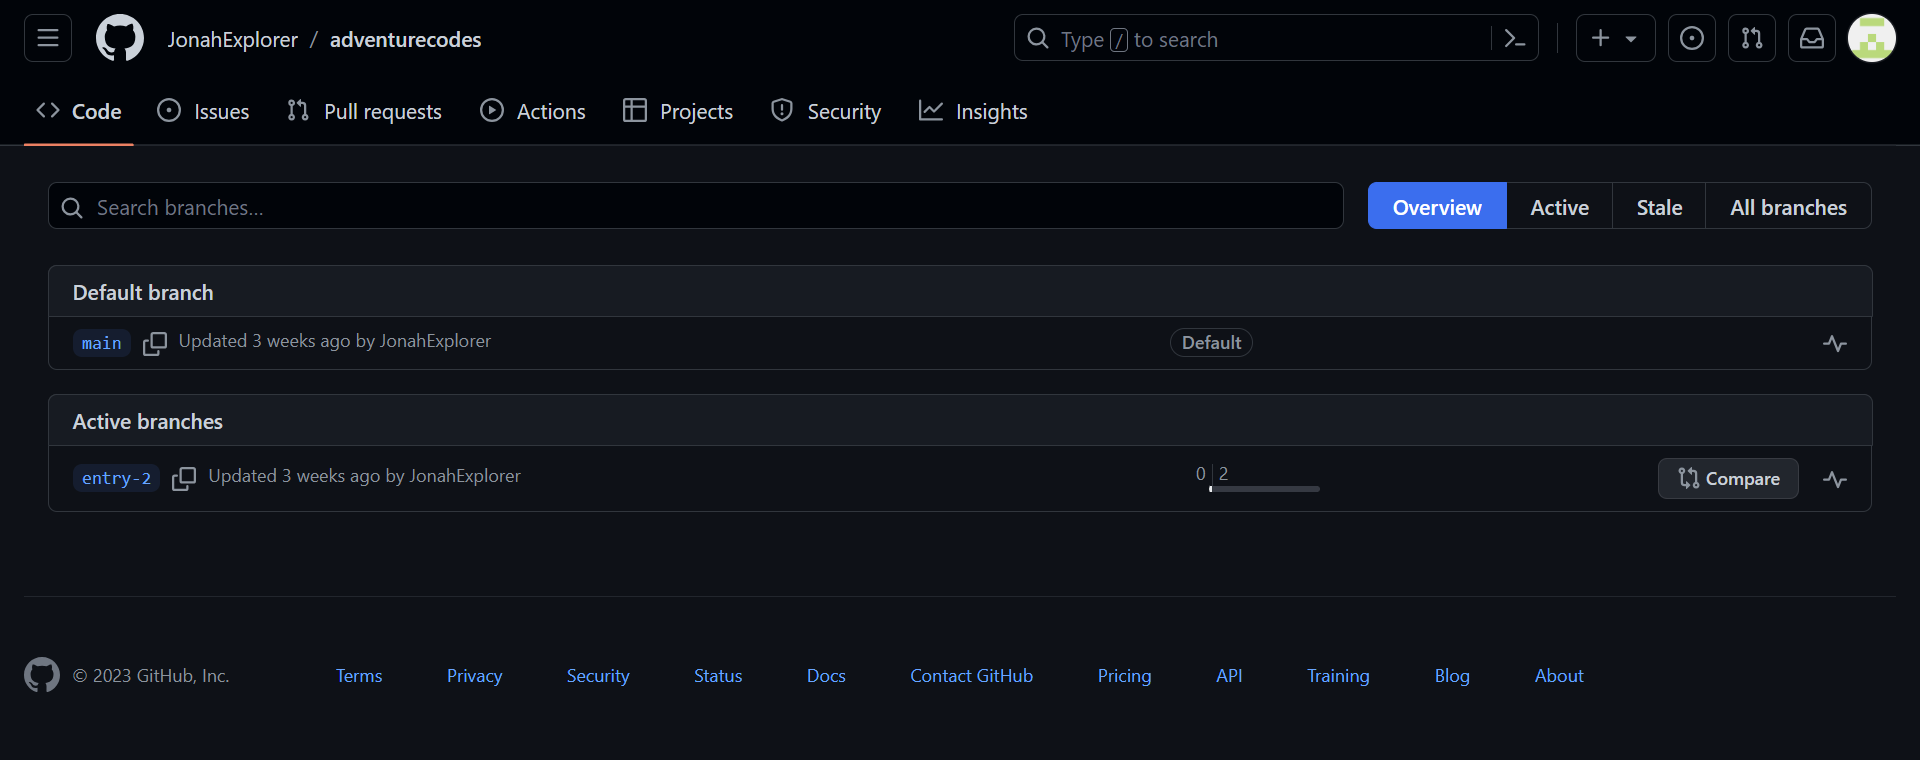 JonahExplorer / adventurecodes
Type / to search
Code Issues Pull requests Actions Projects Security Insights
Search branches...
Overview Active Stale All branches
Default branch
main Updated 3 weeks ago by JonahExplorer Default
Active branches
entry-2 Updated 3 weeks ago by JonahExplorer 0 2 Compare
© 2023 GitHub, Inc. Terms Privacy Security Status Docs Contact GitHub Pricing API Training Blog About